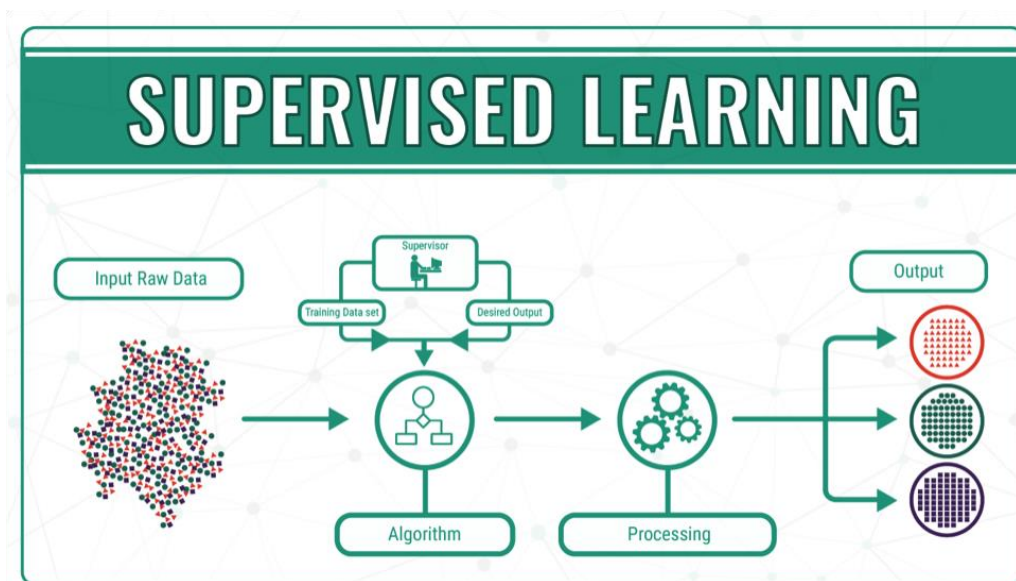 SUPERVISED LEARNING
Supervisor
Input Raw Data
Output
Training Data set
Desired Output
Algorithm
Processing